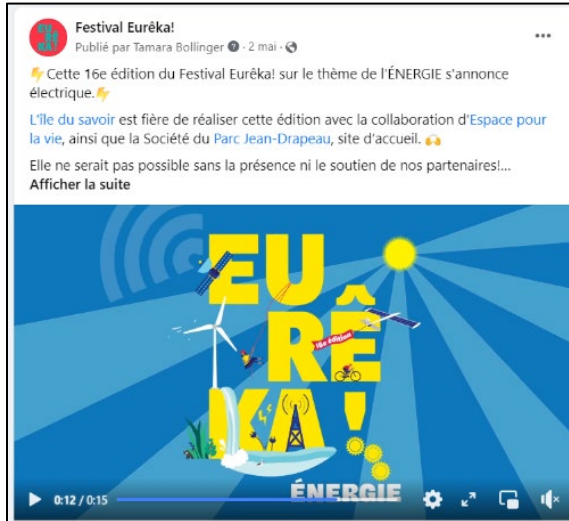 EU
RÊ
KA!
Festival Eurêka!
Publié par Tamara Bollinger · 2 mai ·
Cette 16e édition du Festival Eurêka! sur le thème de l'ÉNERGIE s'annonce
électrique.
L'île du savoir est fière de réaliser cette édition avec la collaboration d'Espace pour
la vie, ainsi que la Société du Parc Jean-Drapeau, site d'accueil.
Elle ne serait pas possible sans la présence ni le soutien de nos partenaires!...
Afficher la suite
EU
RÊ
16e édition
KA!
ÉNERGIE
0:12 / 0:15